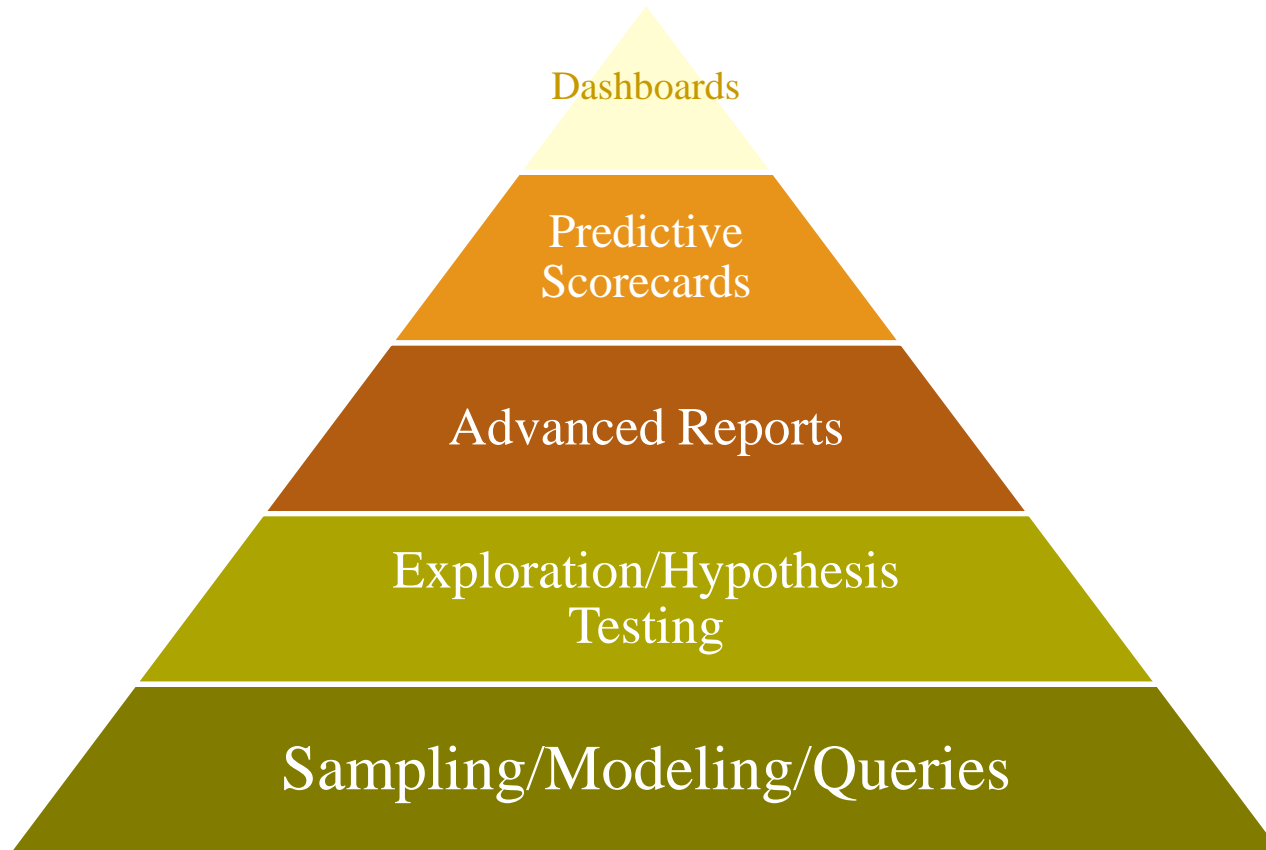 Dashboards
Predictive
Scorecards
Advanced Reports
Exploration/Hypothesis
Testing
Sampling/Modeling/Queries